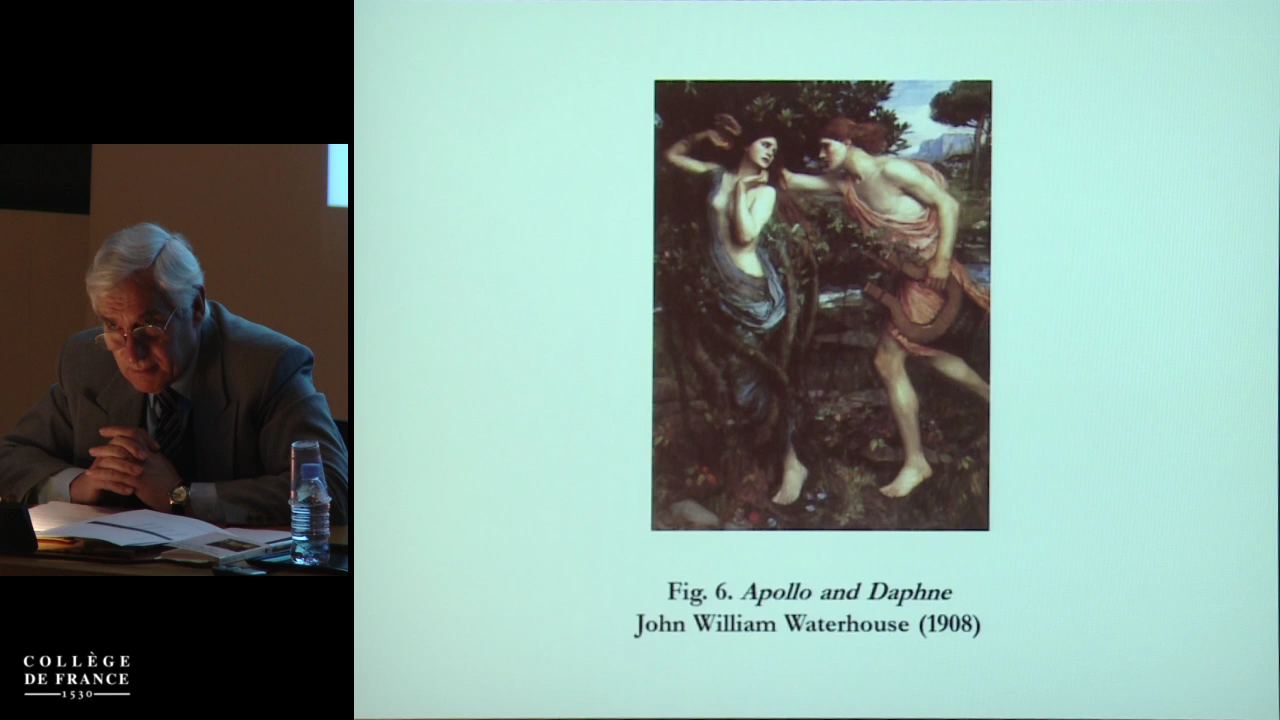 COLLÈGE
DE FRANCE
1530
Fig. 6. Apollo and Daphne
John William Waterhouse (1908)